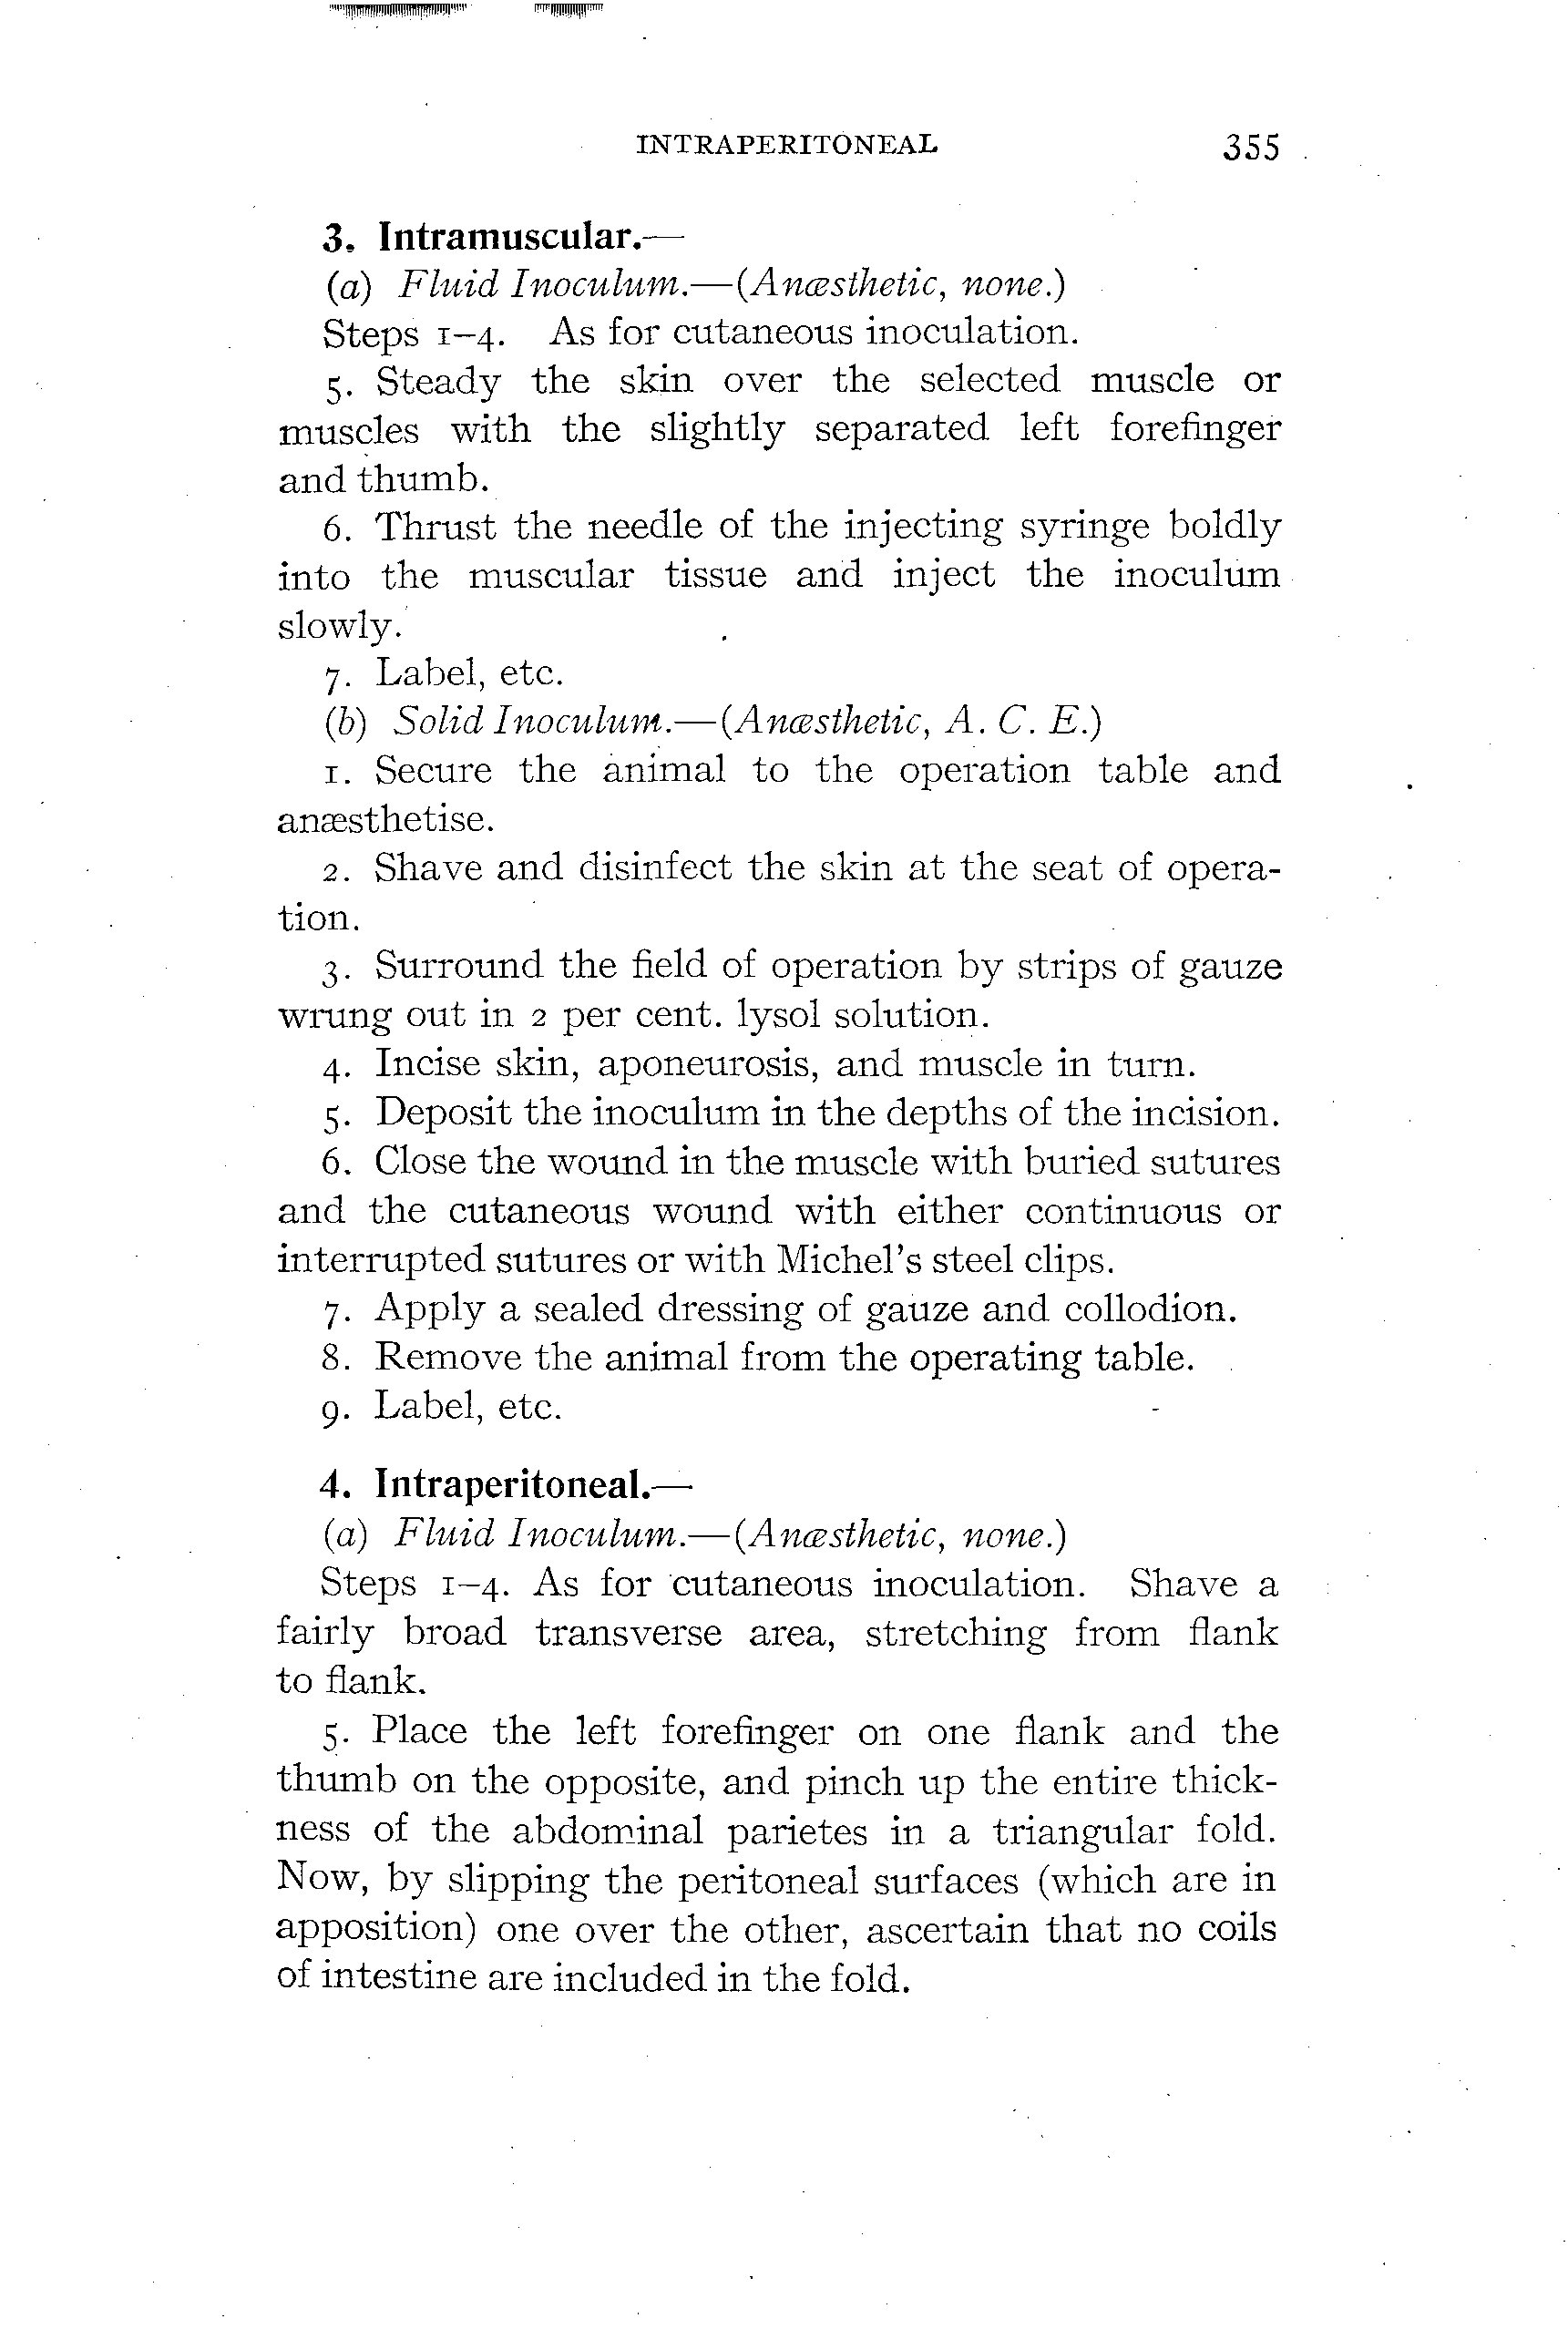 INTRAPERITONEAL 355
3. Intramuscular.—
(a) Fluid Inoculum.—(Anæsthetic, none.)
Steps 1–4. As for cutaneous inoculation.
5. Steady the skin over the selected muscle or
muscles with the slightly separated left forefinger
and thumb.
6. Thrust the needle of the injecting syringe boldly
into the muscular tissue and inject the inoculum
slowly.
7. Label, etc.
(b) Solid Inoculum.—(Anæsthetic, A. C. E.)
1. Secure the animal to the operation table and
anæsthetise.
2. Shave and disinfect the skin at the seat of opera-
tion.
3. Surround the field of operation by strips of gauze
wrung out in 2 per cent. lysol solution.
4. Incise skin, aponeurosis, and muscle in turn.
5. Deposit the inoculum in the depths of the incision.
6. Close the wound in the muscle with buried sutures
and the cutaneous wound with either continuous or
interrupted sutures or with Michel's steel clips.
7. Apply a sealed dressing of gauze and collodion.
8. Remove the animal from the operating table.
9. Label, etc.
4. Intraperitoneal.—
(a) Fluid Inoculum.—(Anæsthetic, none.)
Steps 1–4. As for cutaneous inoculation. Shave a
fairly broad transverse area, stretching from flank
to flank.
5. Place the left forefinger on one flank and the
thumb on the opposite, and pinch up the entire thick-
ness of the abdominal parietes in a triangular fold.
Now, by slipping the peritoneal surfaces (which are in
apposition) one over the other, ascertain that no coils
of intestine are included in the fold.